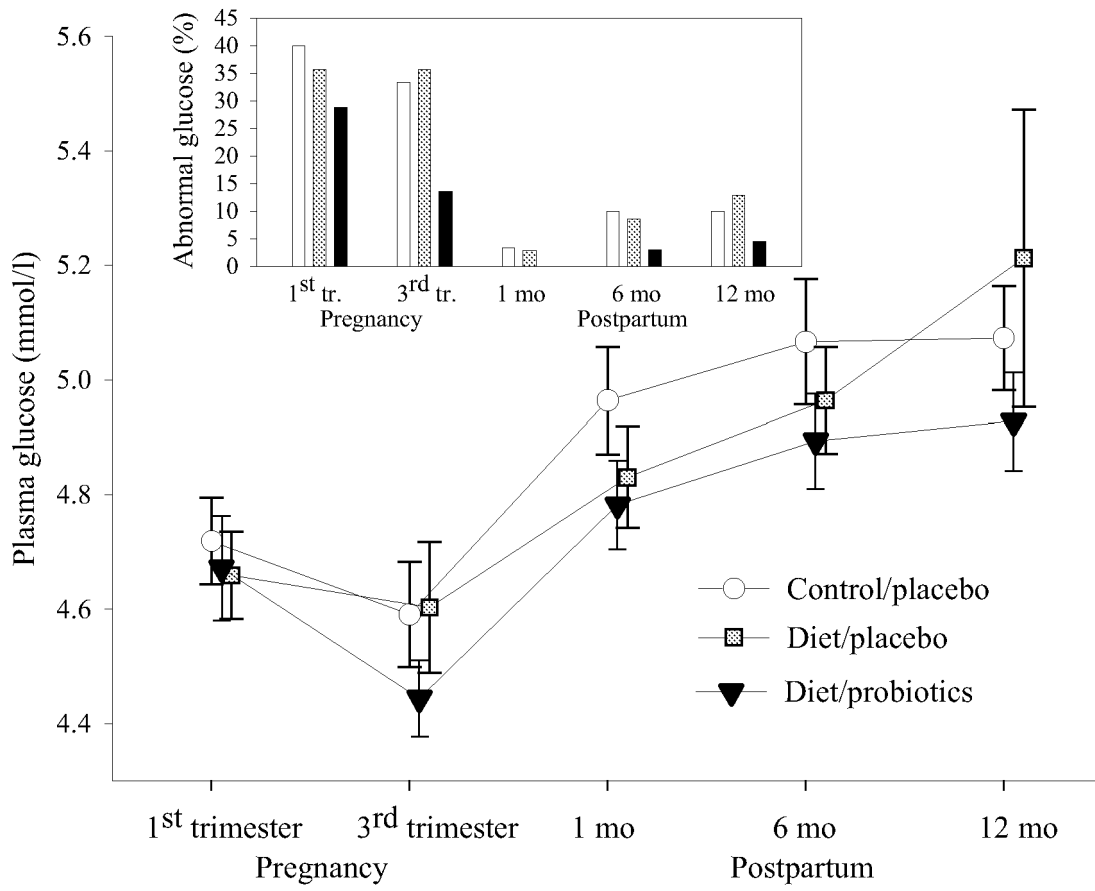 Abnormal glucose (%)
45
40
35
30
25
20
15
10
5
0
1st tr. 3rd tr. 1 mo 6 mo 12 mo
Pregnancy Postpartum
Plasma glucose (mmol/l)
5.6
5.4
5.2
5.0
4.8
4.6
4.4
Control/placebo
Diet/placebo
Diet/probiotics
1st trimester 3rd trimester 1 mo 6 mo 12 mo
Pregnancy Postpartum